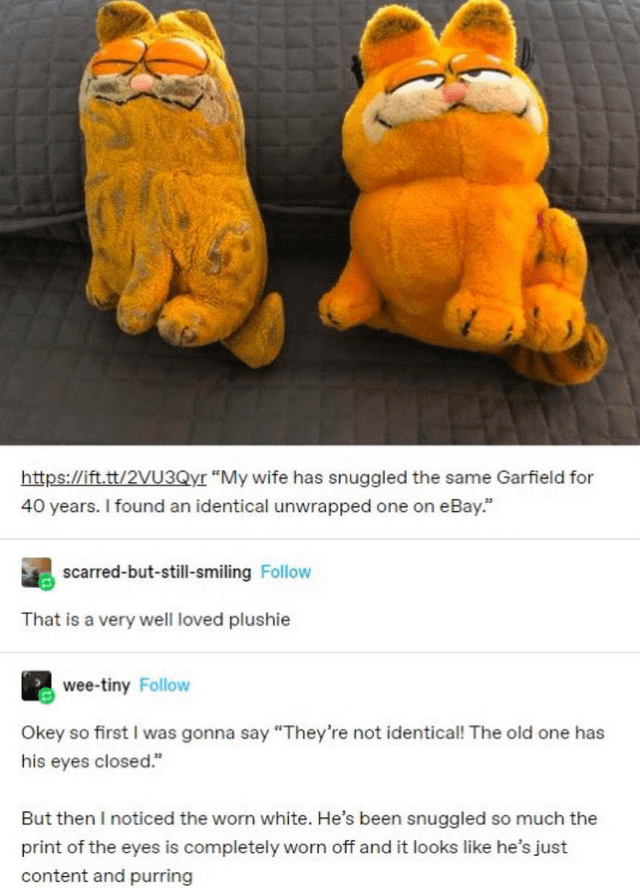 https://ift.tt/2VU3Qyr “My wife has snuggled the same Garfield for
40 years. I found an identical unwrapped one on eBay.”
scarred-but-still-smiling Follow
That is a very well loved plushie
wee-tiny Follow
Okey so first I was gonna say “They’re not identical! The old one has
his eyes closed.”
But then I noticed the worn white. He’s been snuggled so much the
print of the eyes is completely worn off and it looks like he’s just
content and purring